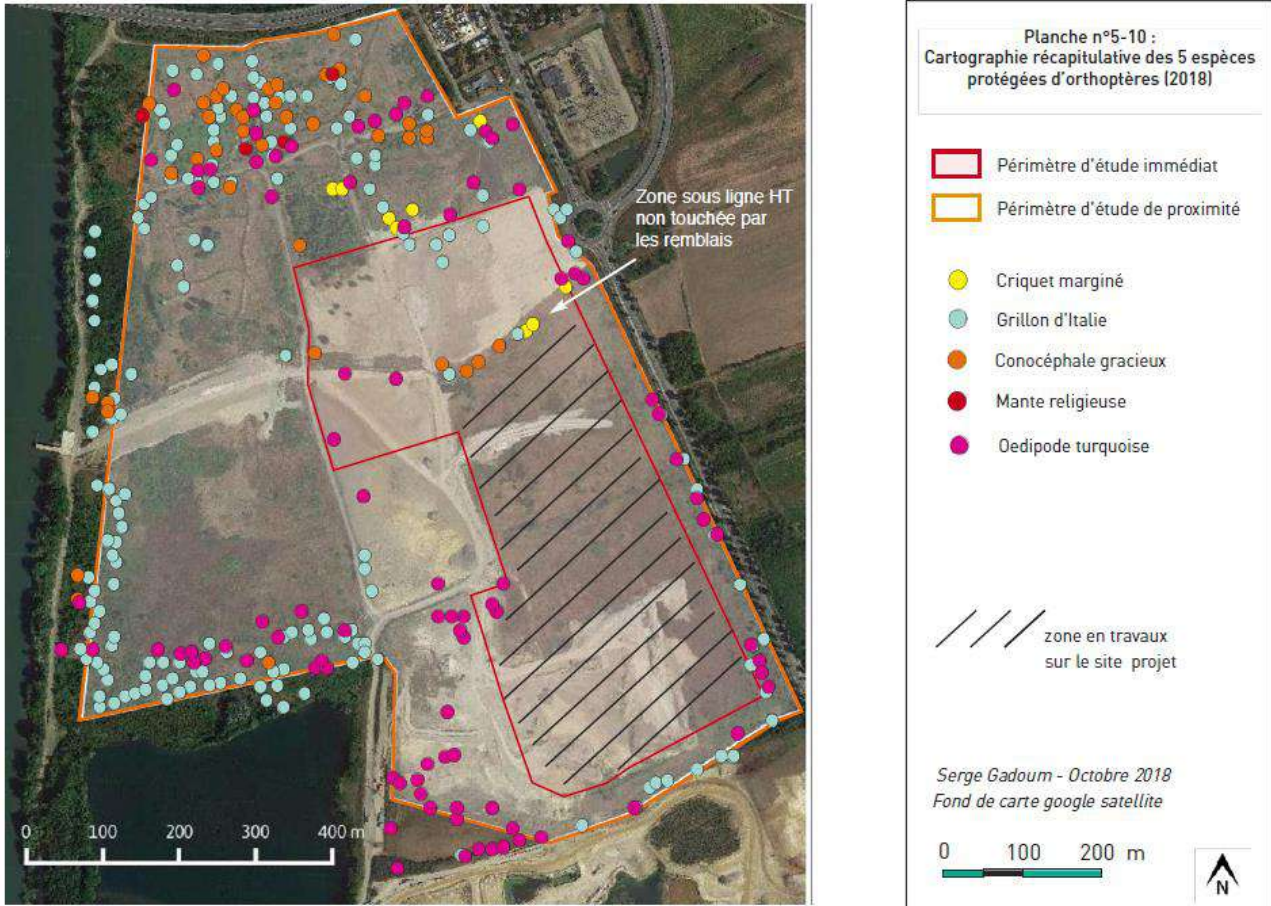 Zone sous ligne HT
non touchée par
les remblais
0 100 200 400 m
Planche n°5-10 :
Cartographie récapitulative des 5 espèces
protégées d'orthoptères (2018)
Périmètre d'étude immédiat
Périmètre d'étude de proximité
Criquet marginé
Grillon d'Italie
Conocéphale gracieux
Mante religieuse
Oedipode turquoise
zone en travaux
sur le site projet
Serge Gadoum - Octobre 2018
Fond de carte google satellite
0 100 200 m
N